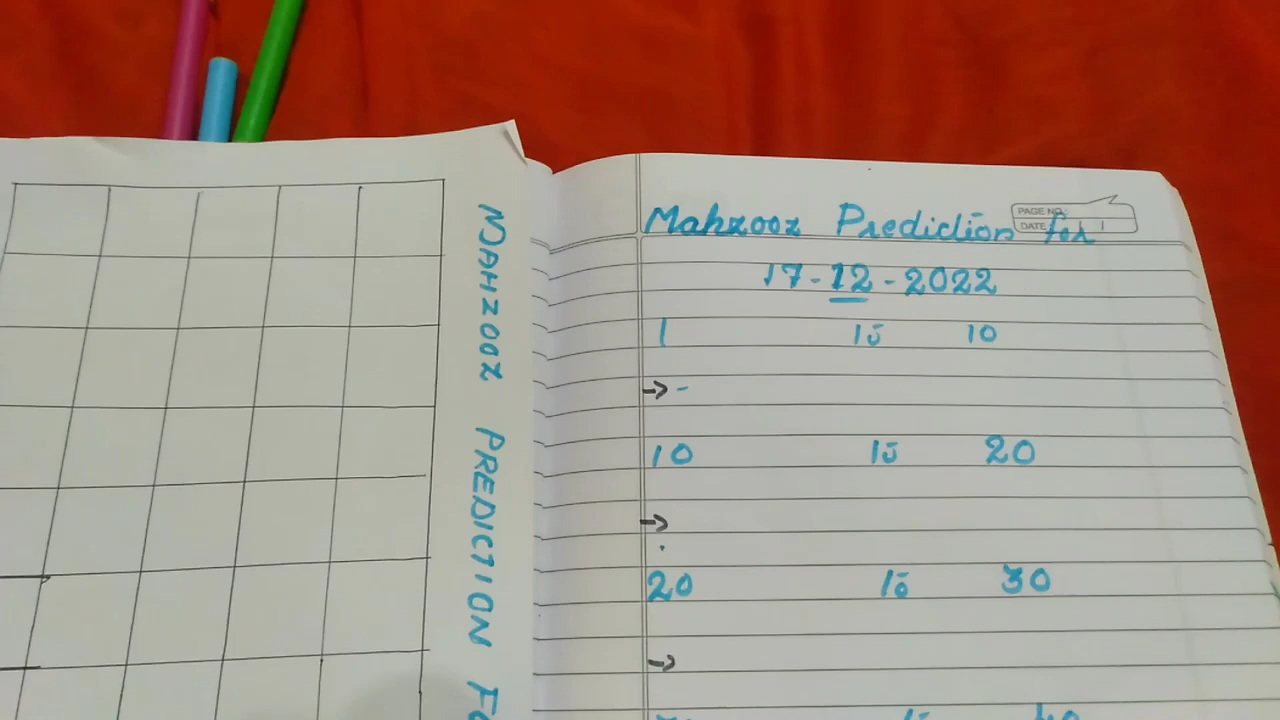 MAHZOOZ PREDICTION FO
PAGE NO.
DATE
Mahzooz Prediction for
17-12-2022
1 15 10
→ -
10 15 20
→
20 15 30
→